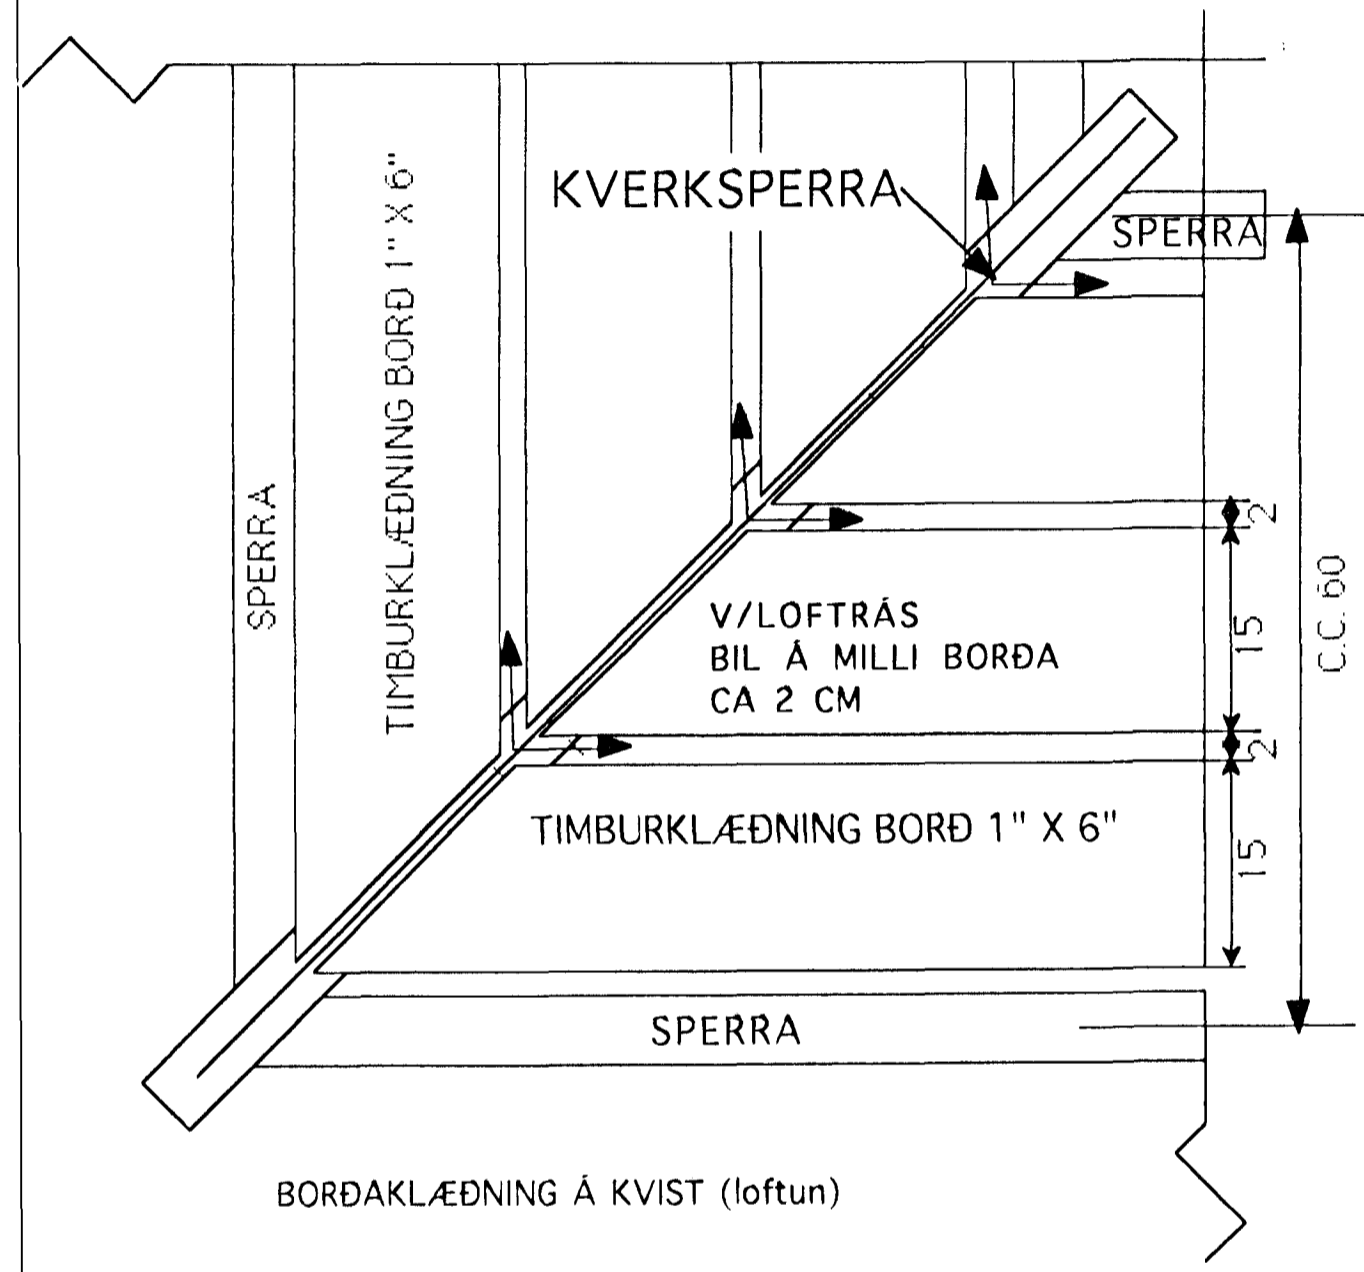 KVERKSPERRA
SPERRA
SPERRA
TIMBURKLÆÐNING BORÐ 1" X 6"
2
15
2
15
C.C. 60
V/LOFTRÁS
BIL Á MILLI BORÐA
CA 2 CM
TIMBURKLÆÐNING BORÐ 1" X 6"
SPERRA
BORÐAKLÆÐNING Á KVIST (loftun)